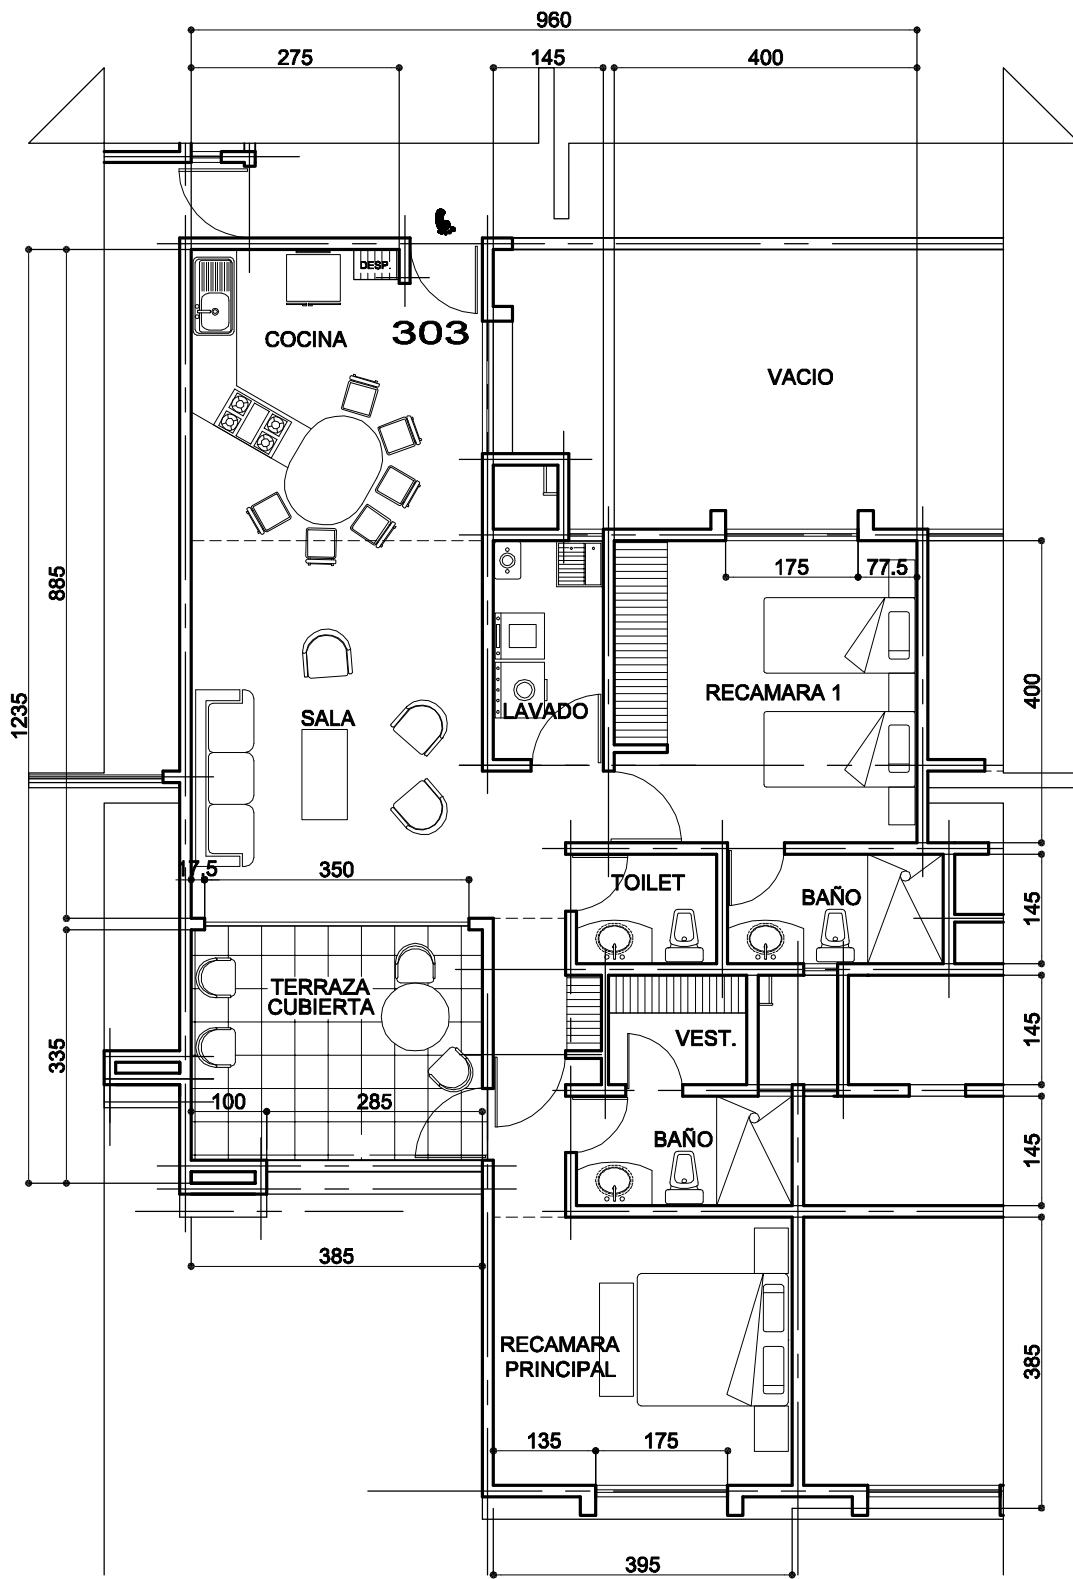 960
275
145
400
DESP.
303
COCINA
VACIO
885
175
77.5
1235
400
RECAMARA 1
LAVADO
SALA
17.5
350
TOILET
BAÑO
145
TERRAZA
CUBIERTA
335
VEST.
145
100
285
BAÑO
145
385
RECAMARA
PRINCIPAL
385
135
175
395